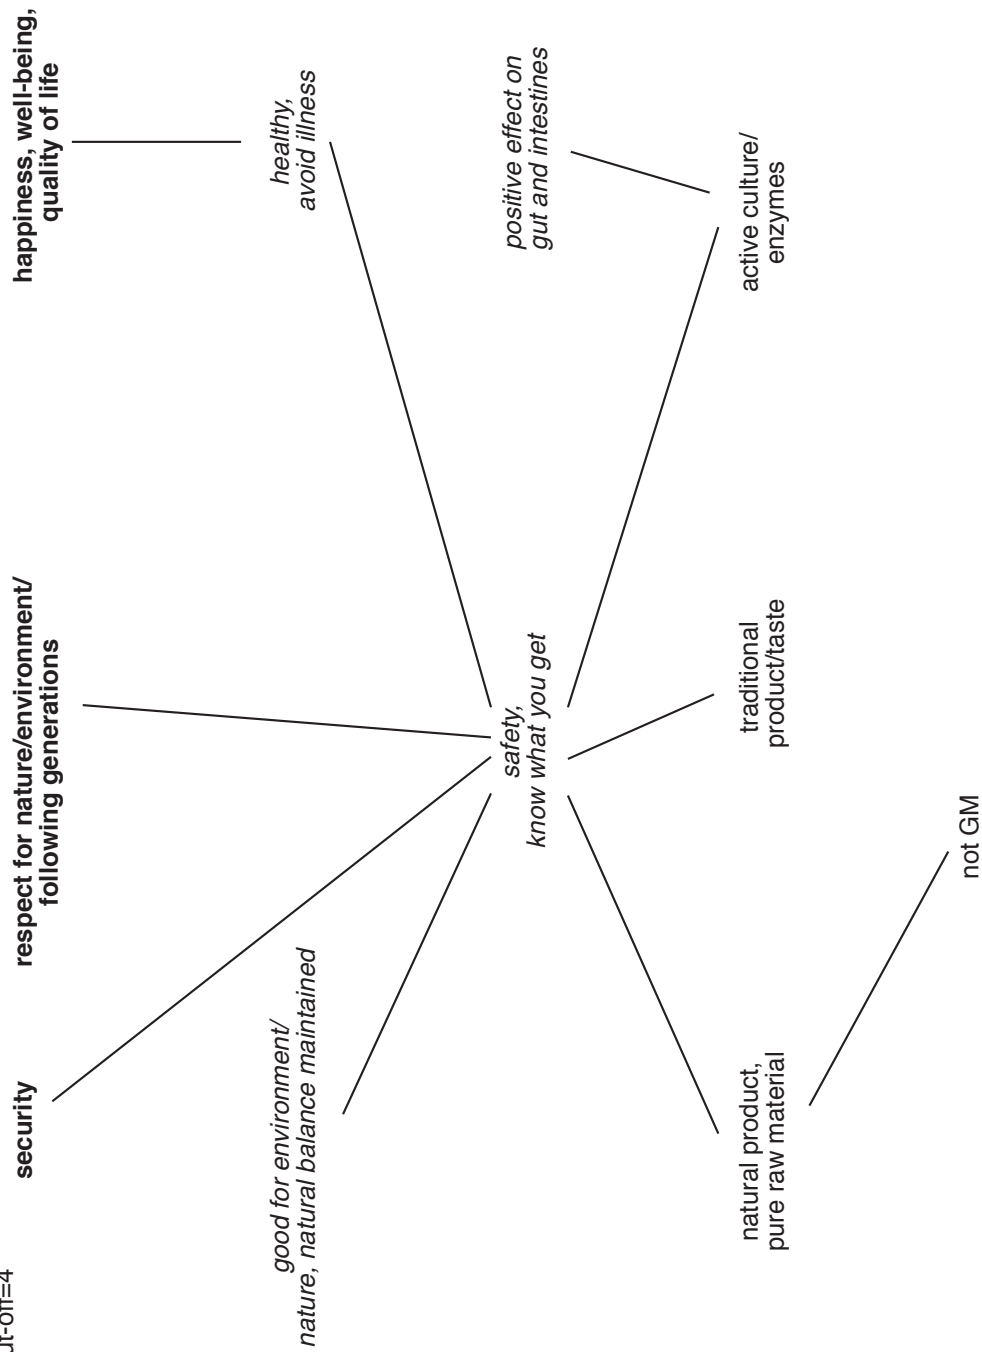 security
respect for nature/environment/
following generations
happiness, well-being,
quality of life
good for environment/
nature, natural balance maintained
healthy,
avoid illness
safety,
know what you get
positive effect on
gut and intestines
natural product,
pure raw material
traditional
product/taste
active culture/
enzymes
not GM
ut-off=4